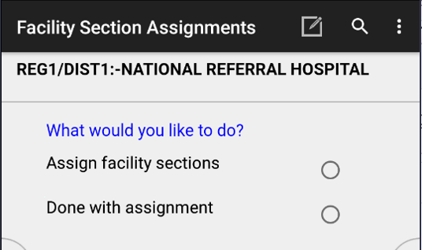 Facility Section Assignments
REG1/DIST1:-NATIONAL REFERRAL HOSPITAL
What would you like to do?
Assign facility sections
Done with assignment